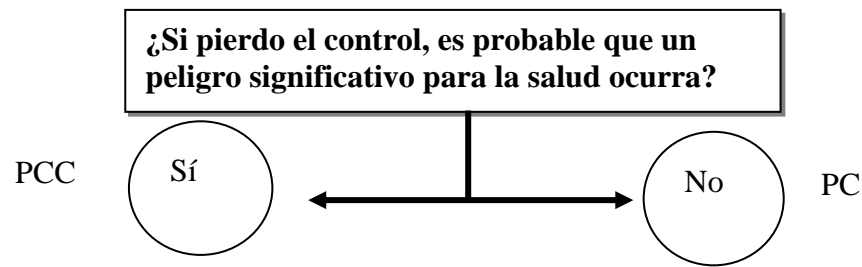 ¿Si pierdo el control, es probable que un
peligro significativo para la salud ocurra?
PCC Sí No PC